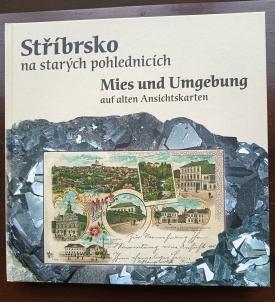 Stříbrsko
na starých pohlednicích
Mies und Umgebung
auf alten Ansichtskarten